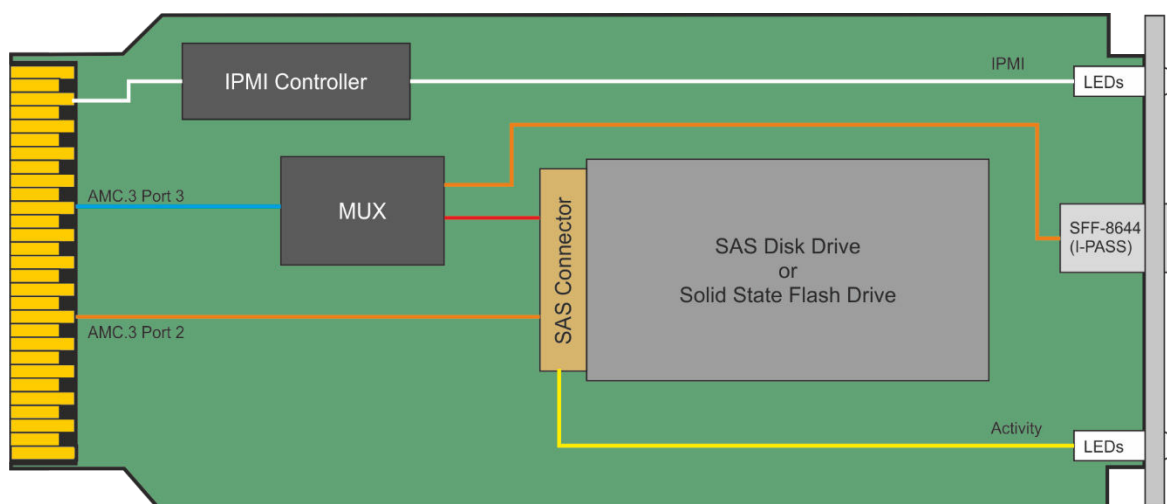 IPMI Controller
IPMI
LEDs
AMC.3 Port 3
MUX
SAS Connector
SAS Disk Drive
or
Solid State Flash Drive
SFF-8644
(I-PASS)
AMC.3 Port 2
Activity
LEDs